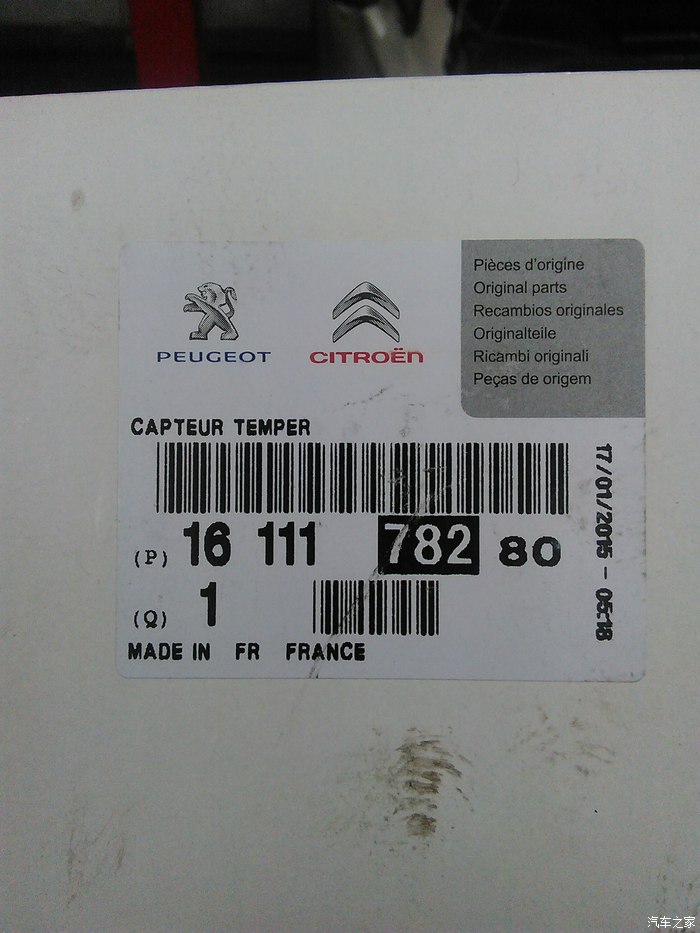 PEUGEOT
CITROËN
Pièces d'origine
Original parts
Recambios originales
Originalteile
Ricambi originali
Peças de origem
CAPTEUR TEMPER
(P) 16 111 782 80
(Q) 1
MADE IN FR FRANCE
17/01/2015 - 05:18
汽车之家